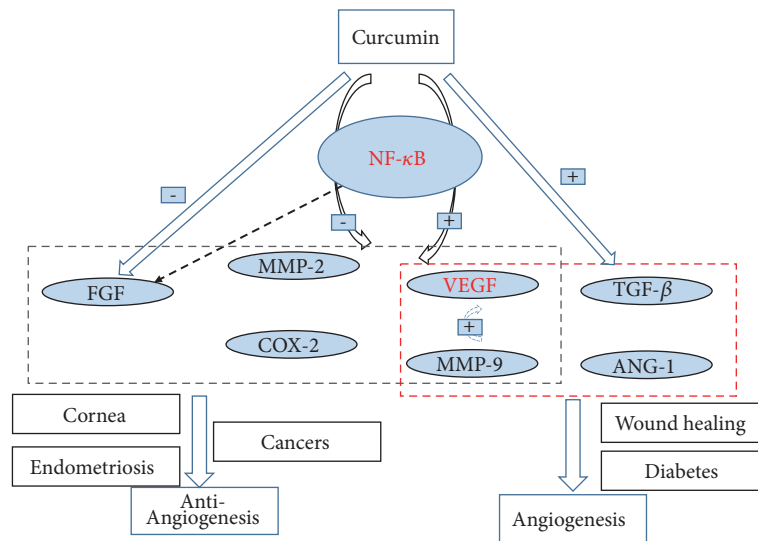 Curcumin
NF-κB
-
+
-
+
MMP-2
FGF
VEGF
TGF-β
+
COX-2
MMP-9
ANG-1
Cornea
Wound healing
Cancers
Endometriosis
Diabetes
Anti-
Angiogenesis
Angiogenesis